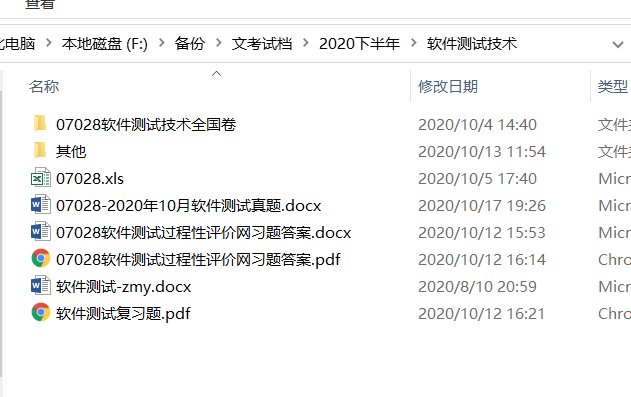 查看
此电脑 > 本地磁盘 (F:) > 备份 > 文考试档 > 2020下半年 > 软件测试技术
名称 修改日期 类型
07028软件测试技术全国卷 2020/10/4 14:40 文件
其他 2020/10/13 11:54 文件
07028.xls 2020/10/5 17:40 Micr
07028-2020年10月软件测试真题.docx 2020/10/17 19:26 Micr
07028软件测试过程性评价网习题答案.docx 2020/10/12 15:53 Micr
07028软件测试过程性评价网习题答案.pdf 2020/10/12 16:14 Chro
软件测试-zmy.docx 2020/8/10 20:59 Micr
软件测试复习题.pdf 2020/10/12 16:21 Chro